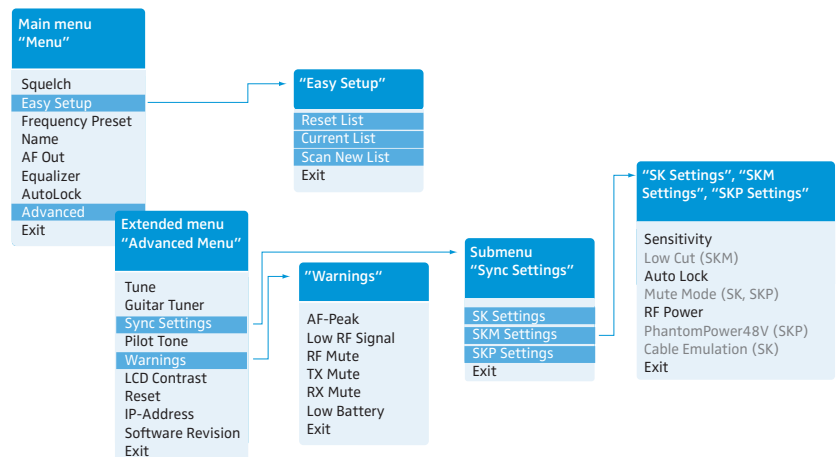 Main menu
“Menu”
Squelch
Easy Setup
Frequency Preset
Name
AF Out
Equalizer
AutoLock
Advanced
Exit
“Easy Setup”
Reset List
Current List
Scan New List
Exit
Extended menu
“Advanced Menu”
Tune
Guitar Tuner
Sync Settings
Pilot Tone
Warnings
LCD Contrast
Reset
IP-Address
Software Revision
Exit
”Warnings“
AF-Peak
Low RF Signal
RF Mute
TX Mute
RX Mute
Low Battery
Exit
Submenu
“Sync Settings”
SK Settings
SKM Settings
SKP Settings
Exit
“SK Settings”, “SKM
Settings”, “SKP Settings”
Sensitivity
Low Cut (SKM)
Auto Lock
Mute Mode (SK, SKP)
RF Power
PhantomPower48V (SKP)
Cable Emulation (SK)
Exit